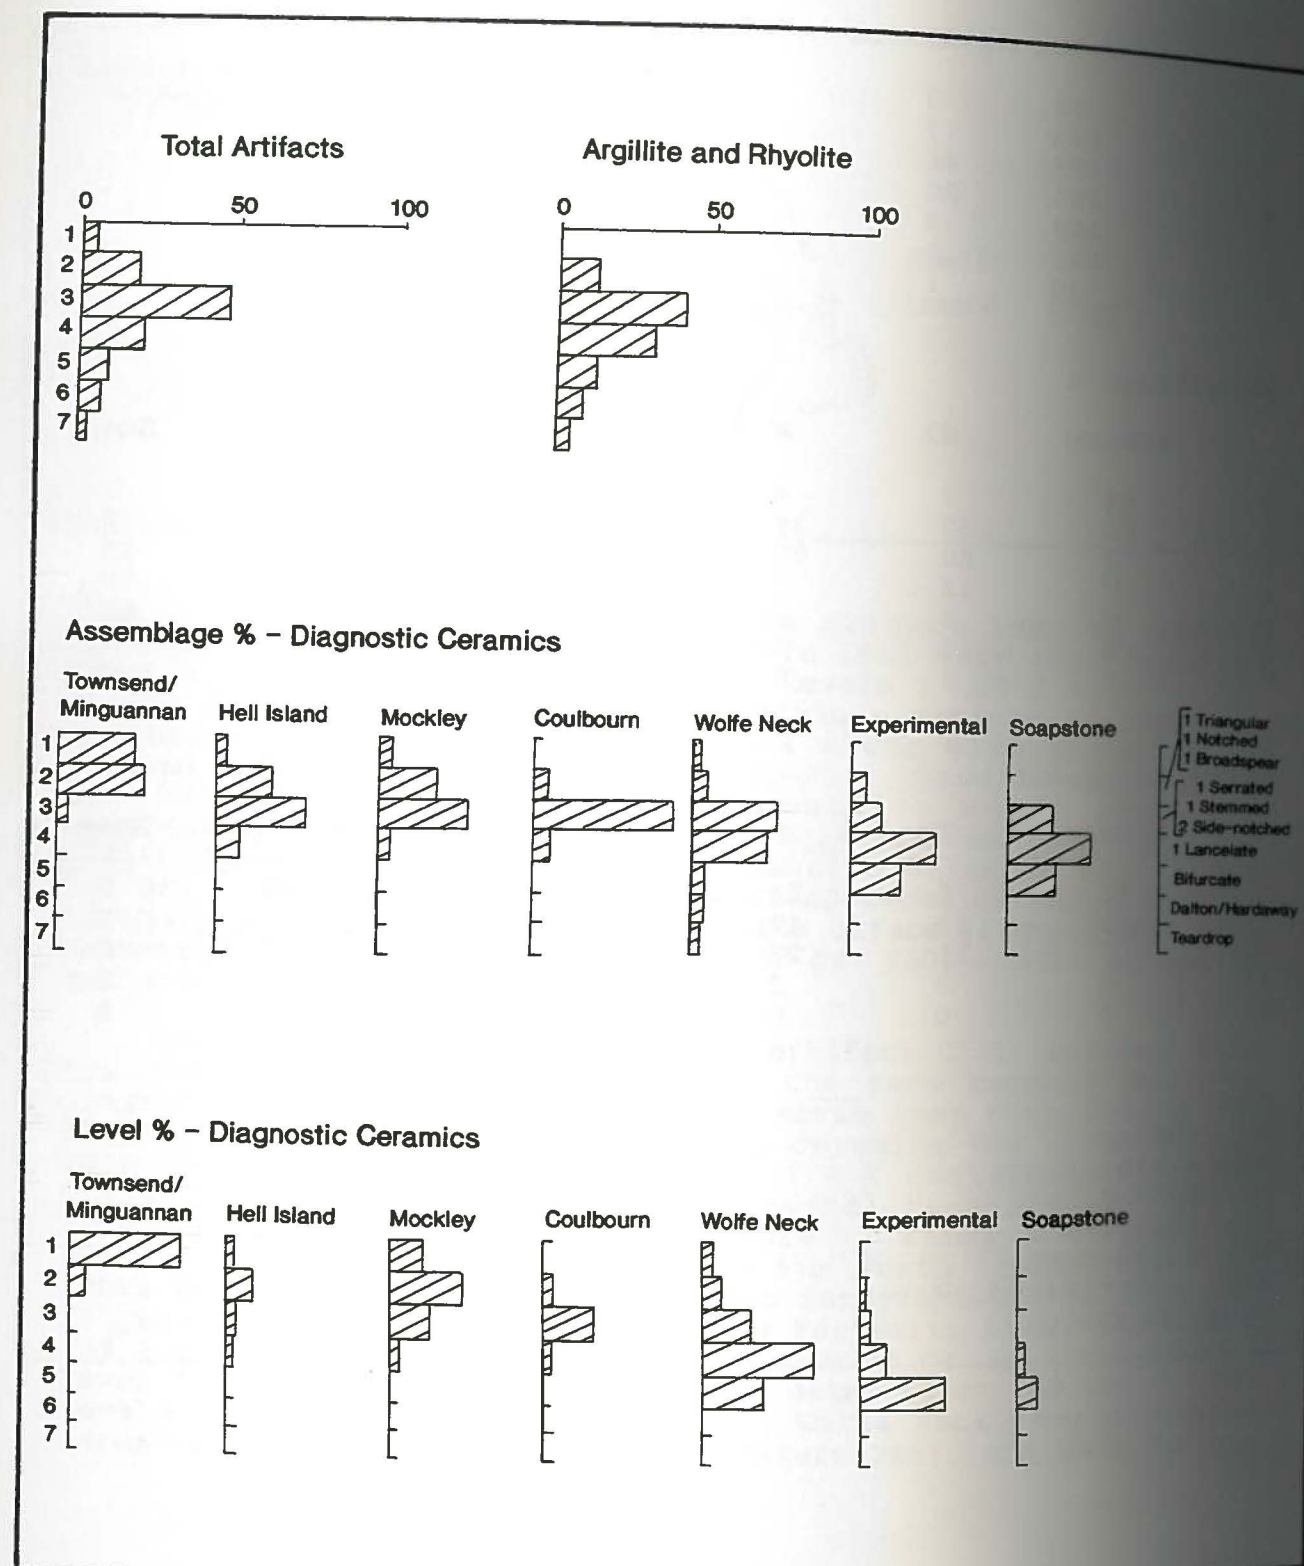 Total Artifacts
Argillite and Rhyolite
0 50 100
0 50 100
1
2
3
4
5
6
7
Assemblage % – Diagnostic Ceramics
Townsend/
Minguannan
Hell Island
Mockley
Coulbourn
Wolfe Neck
Experimental
Soapstone
1
2
3
4
5
6
7
1 Triangular
1 Notched
1 Broadspear
1 Serrated
1 Stemmed
2 Side-notched
1 Lancelate
Bifurcate
Dalton/Hardaway
Teardrop
Level % – Diagnostic Ceramics
Townsend/
Minguannan
Hell Island
Mockley
Coulbourn
Wolfe Neck
Experimental
Soapstone
1
2
3
4
5
6
7